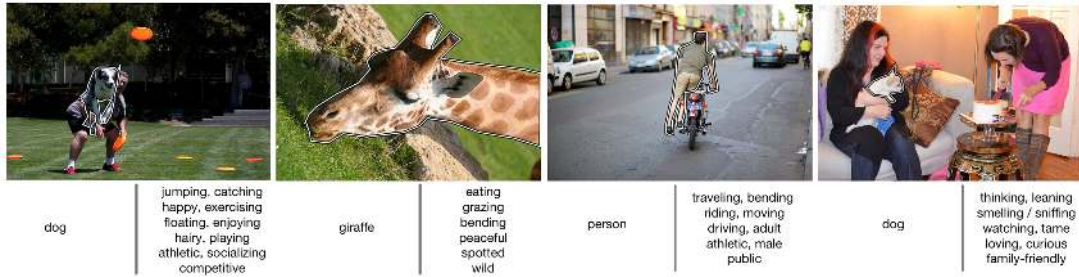 dog
jumping, catching
happy, exercising
floating, enjoying
hairy, playing
athletic, socializing
competitive
giraffe
eating
grazing
bending
peaceful
spotted
wild
person
traveling, bending
riding, moving
driving, adult
athletic, male
public
dog
thinking, leaning
smelling / sniffing
watching, tame
loving, curious
family-friendly